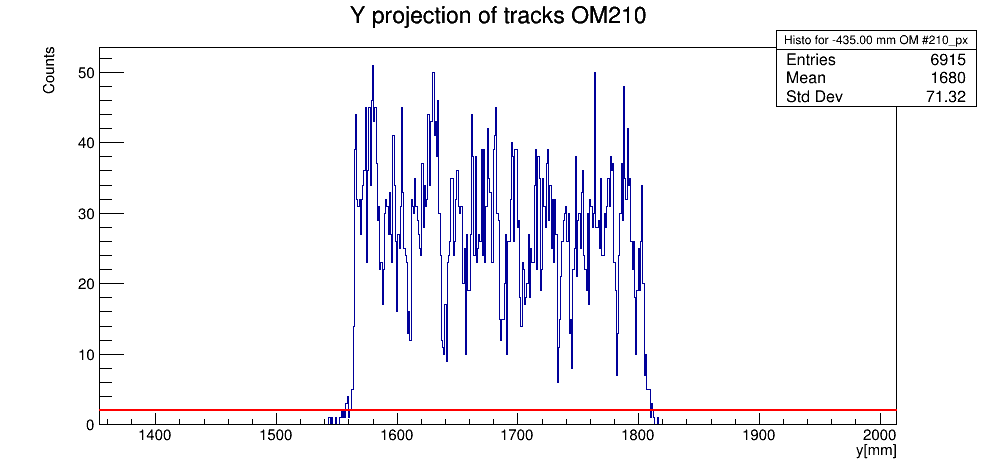 Y projection of tracks OM210
Histo for -435.00 mm OM #210_px
Entries 6915
Mean 1680
Std Dev 71.32
Counts
50
40
30
20
10
0
1400 1500 1600 1700 1800 1900 2000
y[mm]